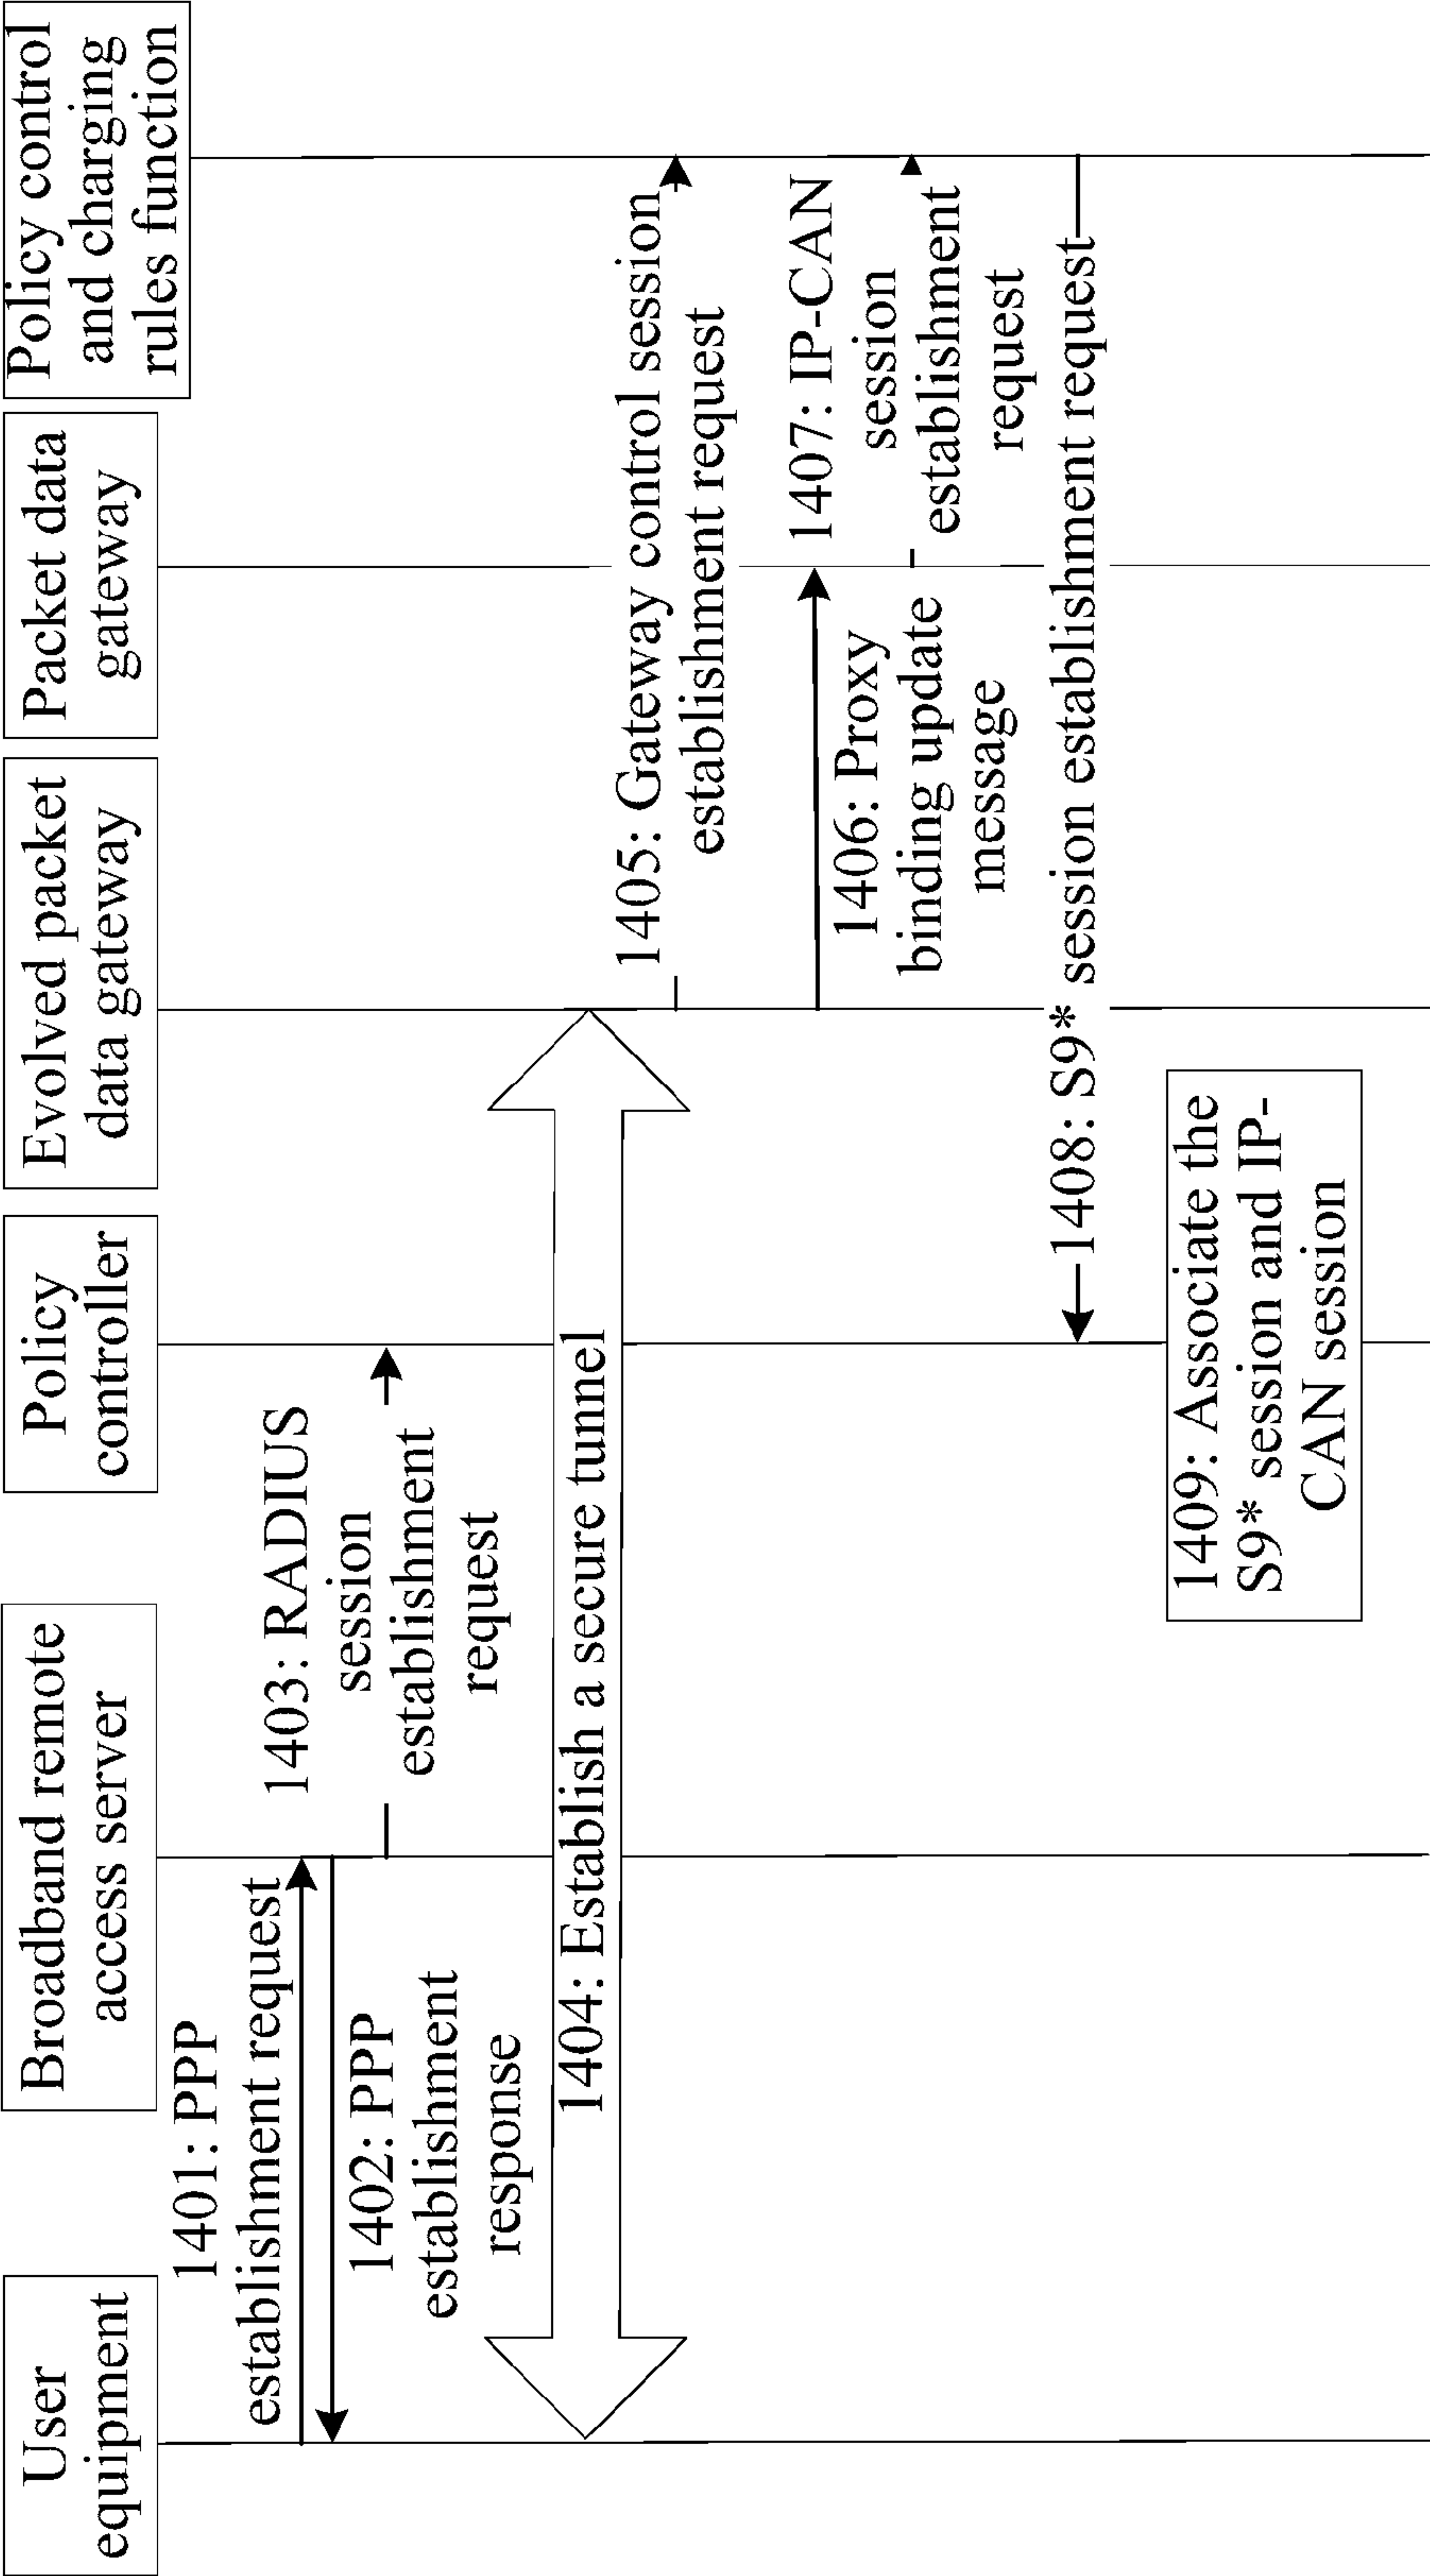 User
equipment
Broadband remote
access server
Policy
controller
Evolved packet
data gateway
Packet data
gateway
Policy control
and charging
rules function
1401: PPP
establishment request
1402: PPP
establishment
response
1403: RADIUS
session
establishment
request
1404: Establish a secure tunnel
1405: Gateway control session
establishment request
1406: Proxy
binding update
message
1407: IP-CAN
session
establishment
request
1408: S9* session establishment request
1409: Associate the
S9* session and IP-
CAN session